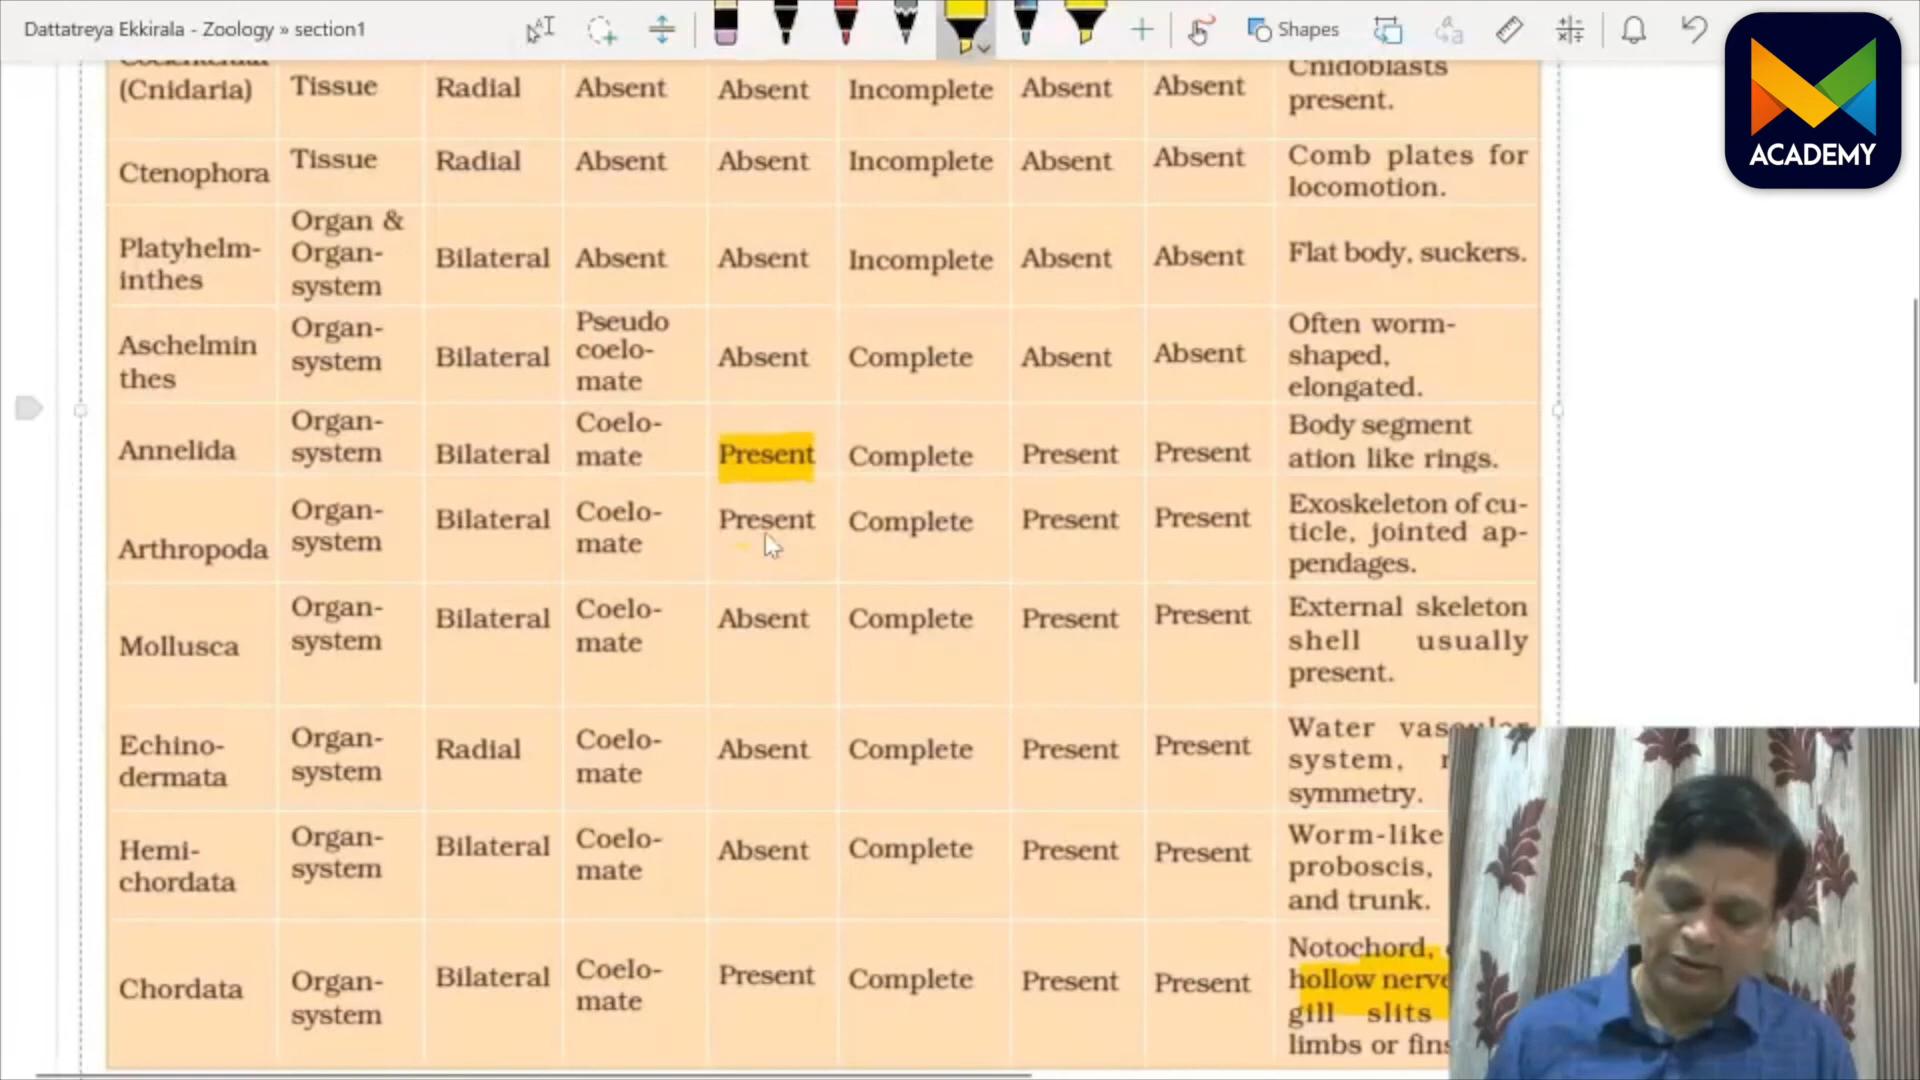 Dattatreya Ekkirala - Zoology » section1
Shapes
ACADEMY
(Cnidaria) Tissue Radial Absent Absent Incomplete Absent Absent Cnidoblasts
present.
Ctenophora Tissue Radial Absent Absent Incomplete Absent Absent Comb plates for
locomotion.
Platyhelm-
inthes
Organ &
Organ-
system
Bilateral Absent Absent Incomplete Absent Absent Flat body, suckers.
Aschelmin
thes
Organ-
system
Bilateral
Pseudo
coelo-
mate
Absent Complete Absent Absent
Often worm-
shaped,
elongated.
Annelida
Organ-
system
Bilateral
Coelo-
mate
Present Complete Present Present
Body segment
ation like rings.
Arthropoda
Organ-
system
Bilateral
Coelo-
mate
Present Complete Present Present
Exoskeleton of cu-
ticle, jointed ap-
pendages.
Mollusca
Organ-
system
Bilateral
Coelo-
mate
Absent Complete Present Present
External skeleton
shell usually
present.
Echino-
dermata
Organ-
system
Radial
Coelo-
mate
Absent Complete Present Present
Water vascular
system,
symmetry.
Hemi-
chordata
Organ-
system
Bilateral
Coelo-
mate
Absent Complete Present Present
Worm-like
proboscis,
and trunk.
Chordata
Organ-
system
Bilateral
Coelo-
mate
Present Complete Present Present
Notochord,
hollow nerve
gill slits
limbs or fins